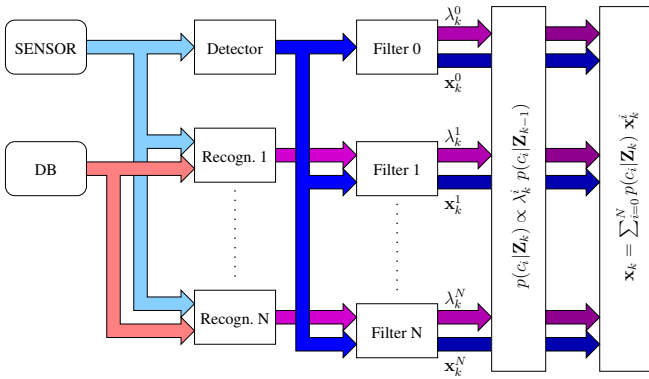 SENSOR
Detector
Filter 0
λ_k^0
x_k^0
DB
Recogn. 1
Filter 1
λ_k^1
x_k^1
Recogn. N
Filter N
λ_k^N
x_k^N
p(c_i|Z_k) ∝ λ_k^i p(c_i|Z_{k−1})
x_k = ∑_{i=0}^N p(c_i|Z_k) x_k^i